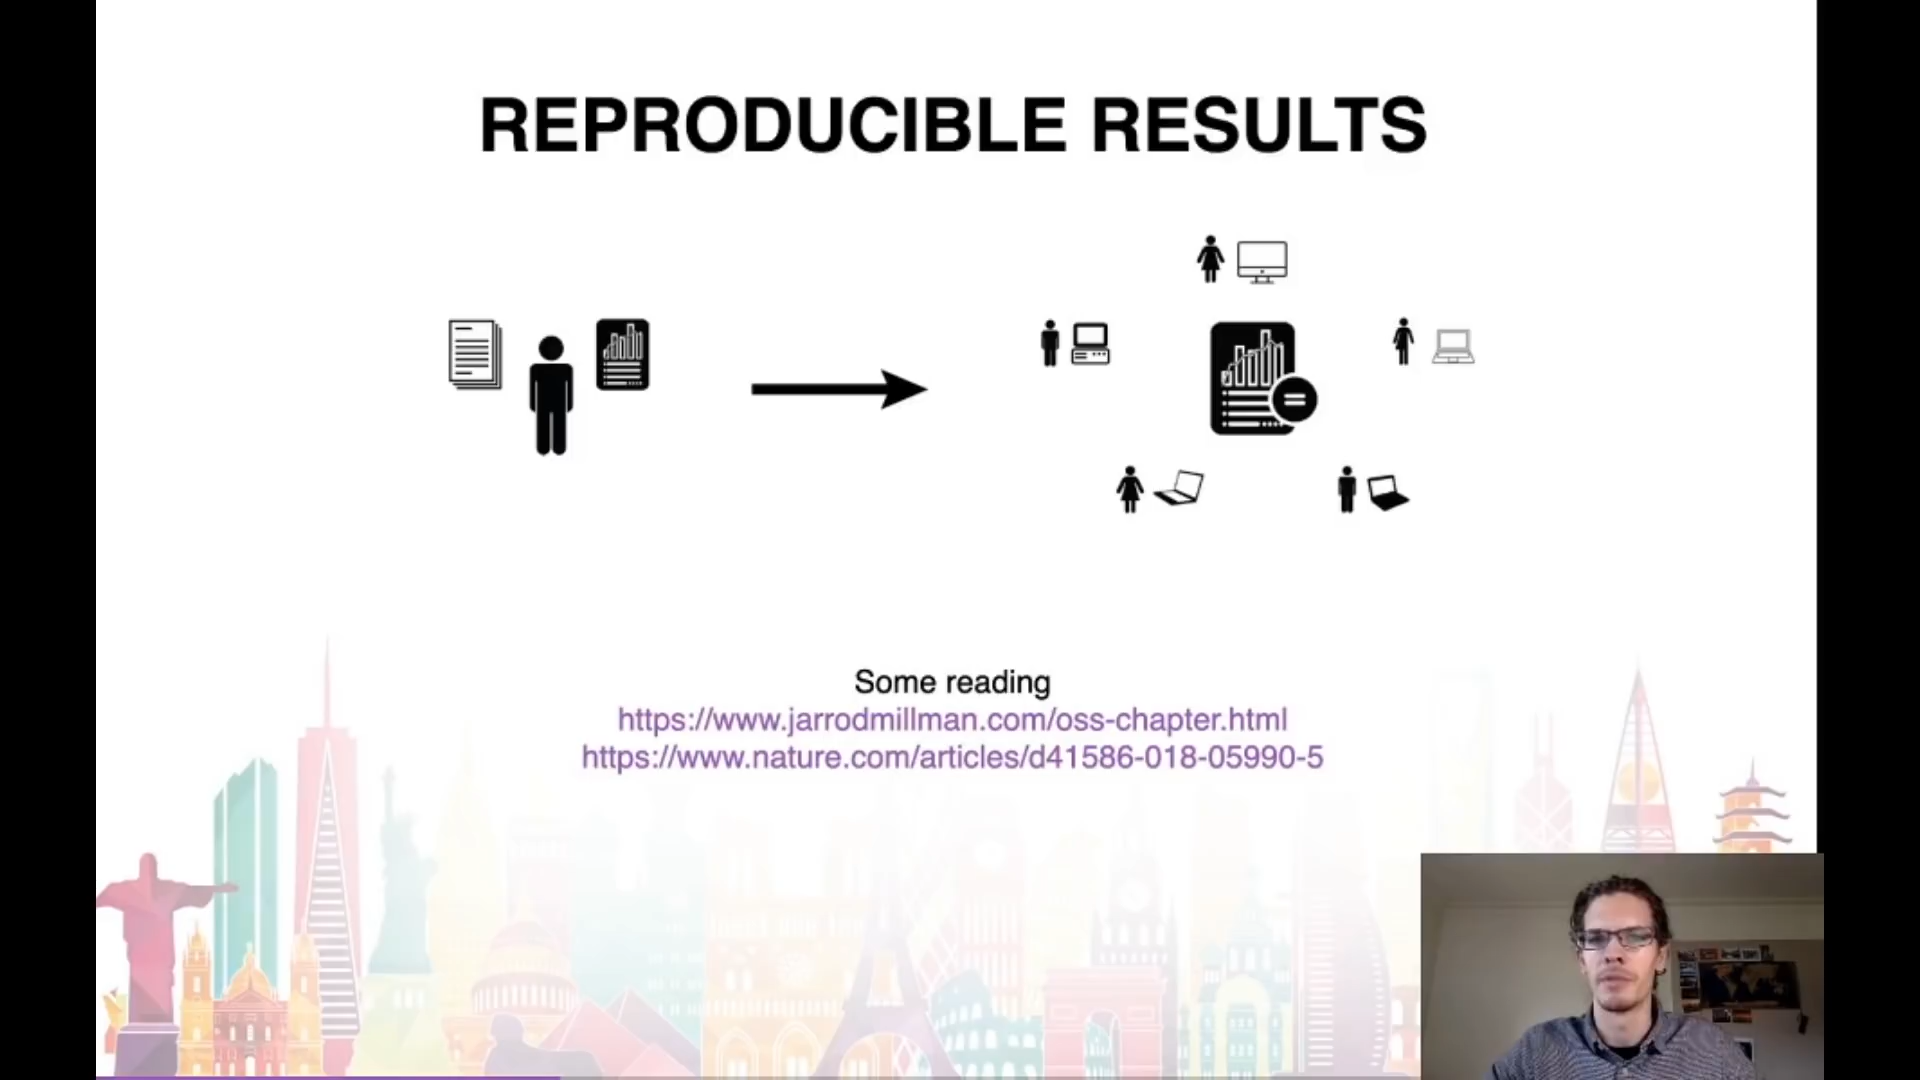 REPRODUCIBLE RESULTS
Some reading
https://www.jarrodmillman.com/oss-chapter.html
https://www.nature.com/articles/d41586-018-05990-5